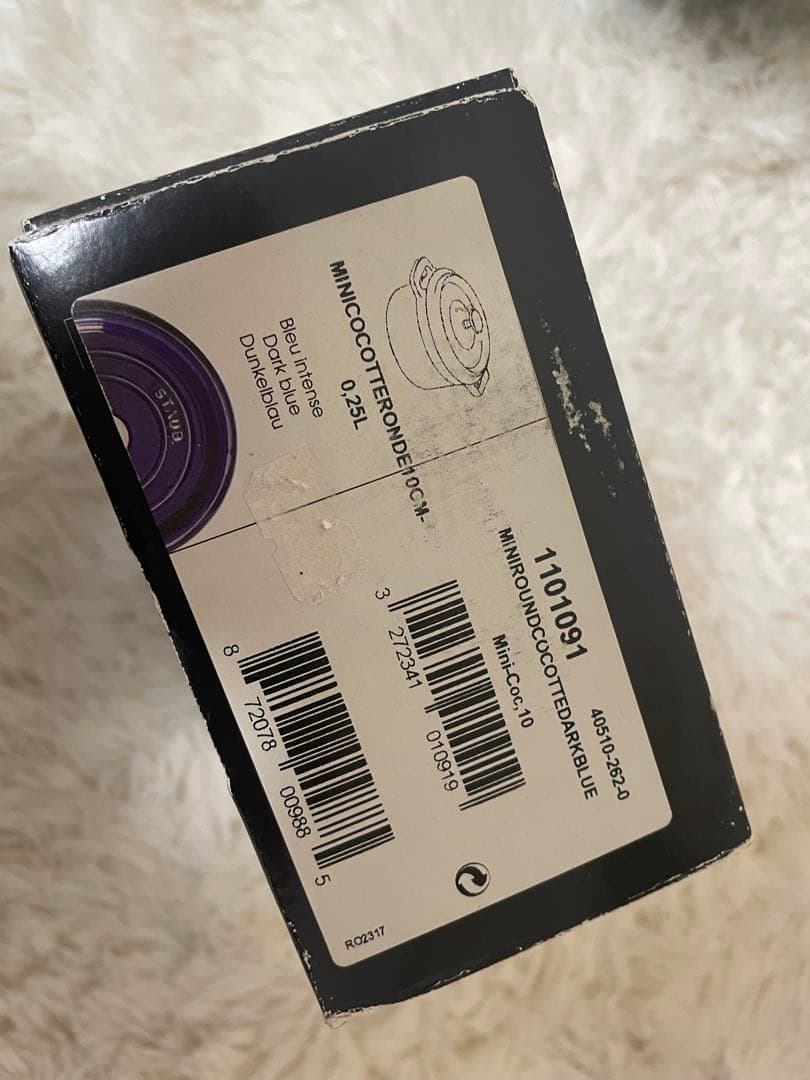 STAUB
MINICOCOTTERONDE10CM-
0,25L
Bleu intense
Dark blue
Dunkelblau
40510-262-0
1101091
MINIROUNDCOCOTTEDARKBLUE
Mini-Coc,10
3 272341 010919
8 72078 00988 5
RO2317